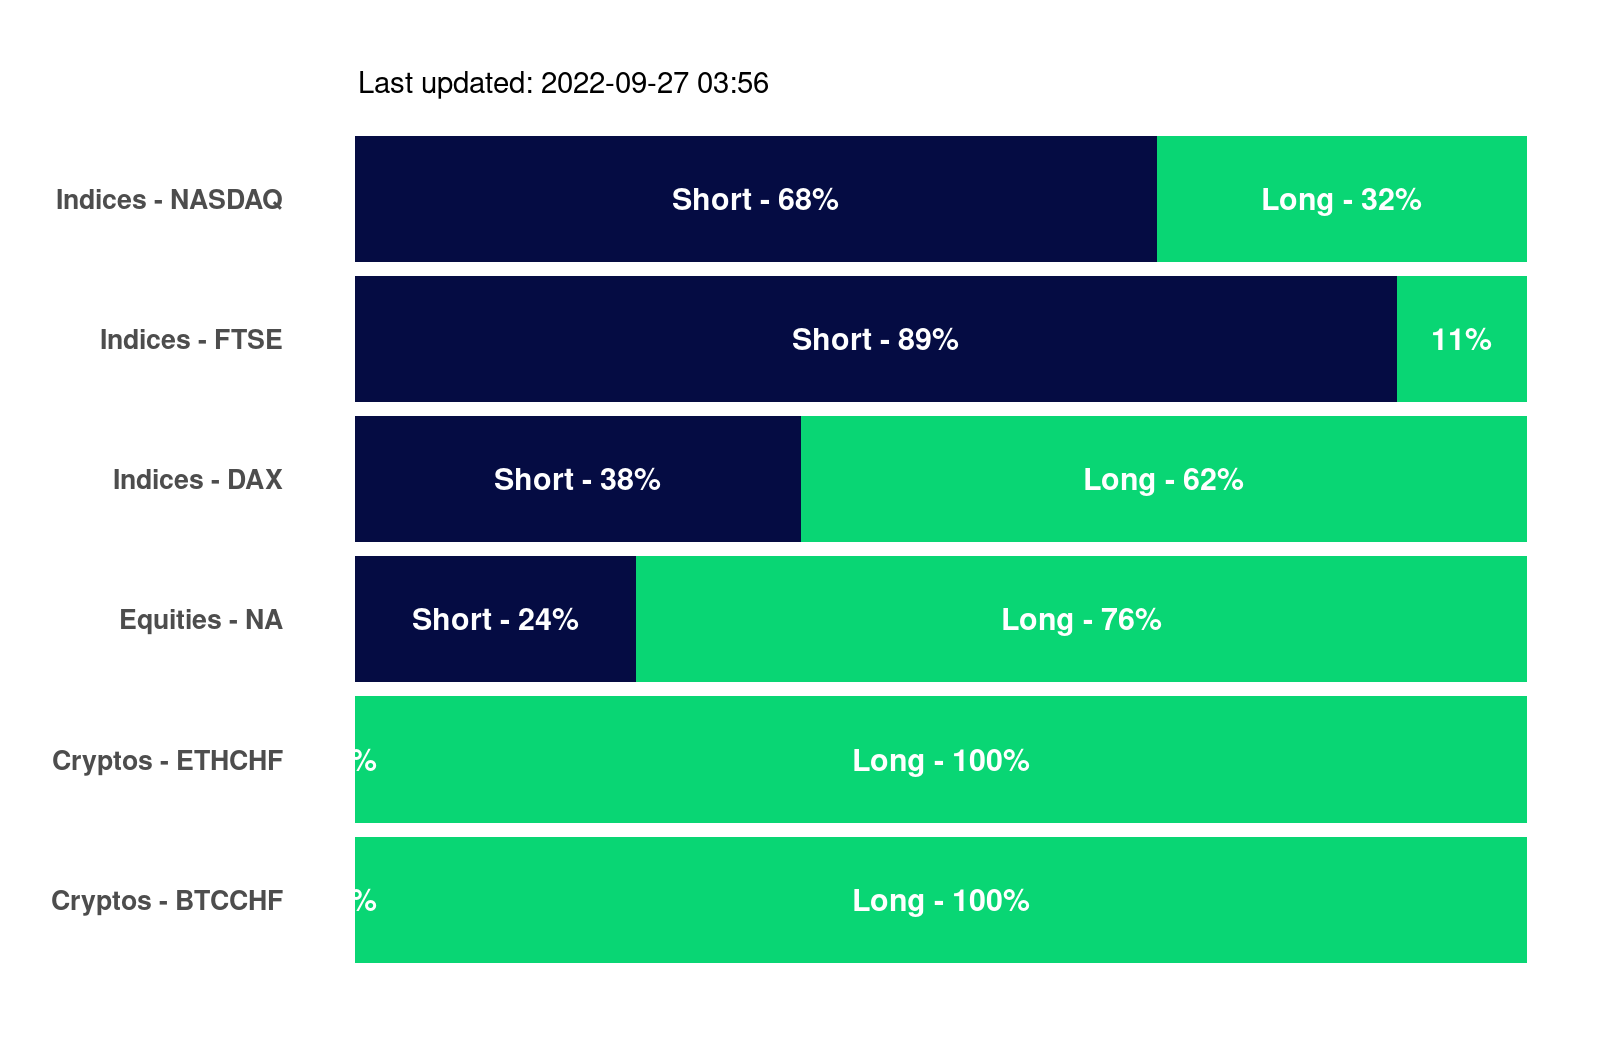 Last updated: 2022-09-27 03:56
Indices - NASDAQ Short - 68% Long - 32%
Indices - FTSE Short - 89% 11%
Indices - DAX Short - 38% Long - 62%
Equities - NA Short - 24% Long - 76%
Cryptos - ETHCHF % Long - 100%
Cryptos - BTCCHF % Long - 100%